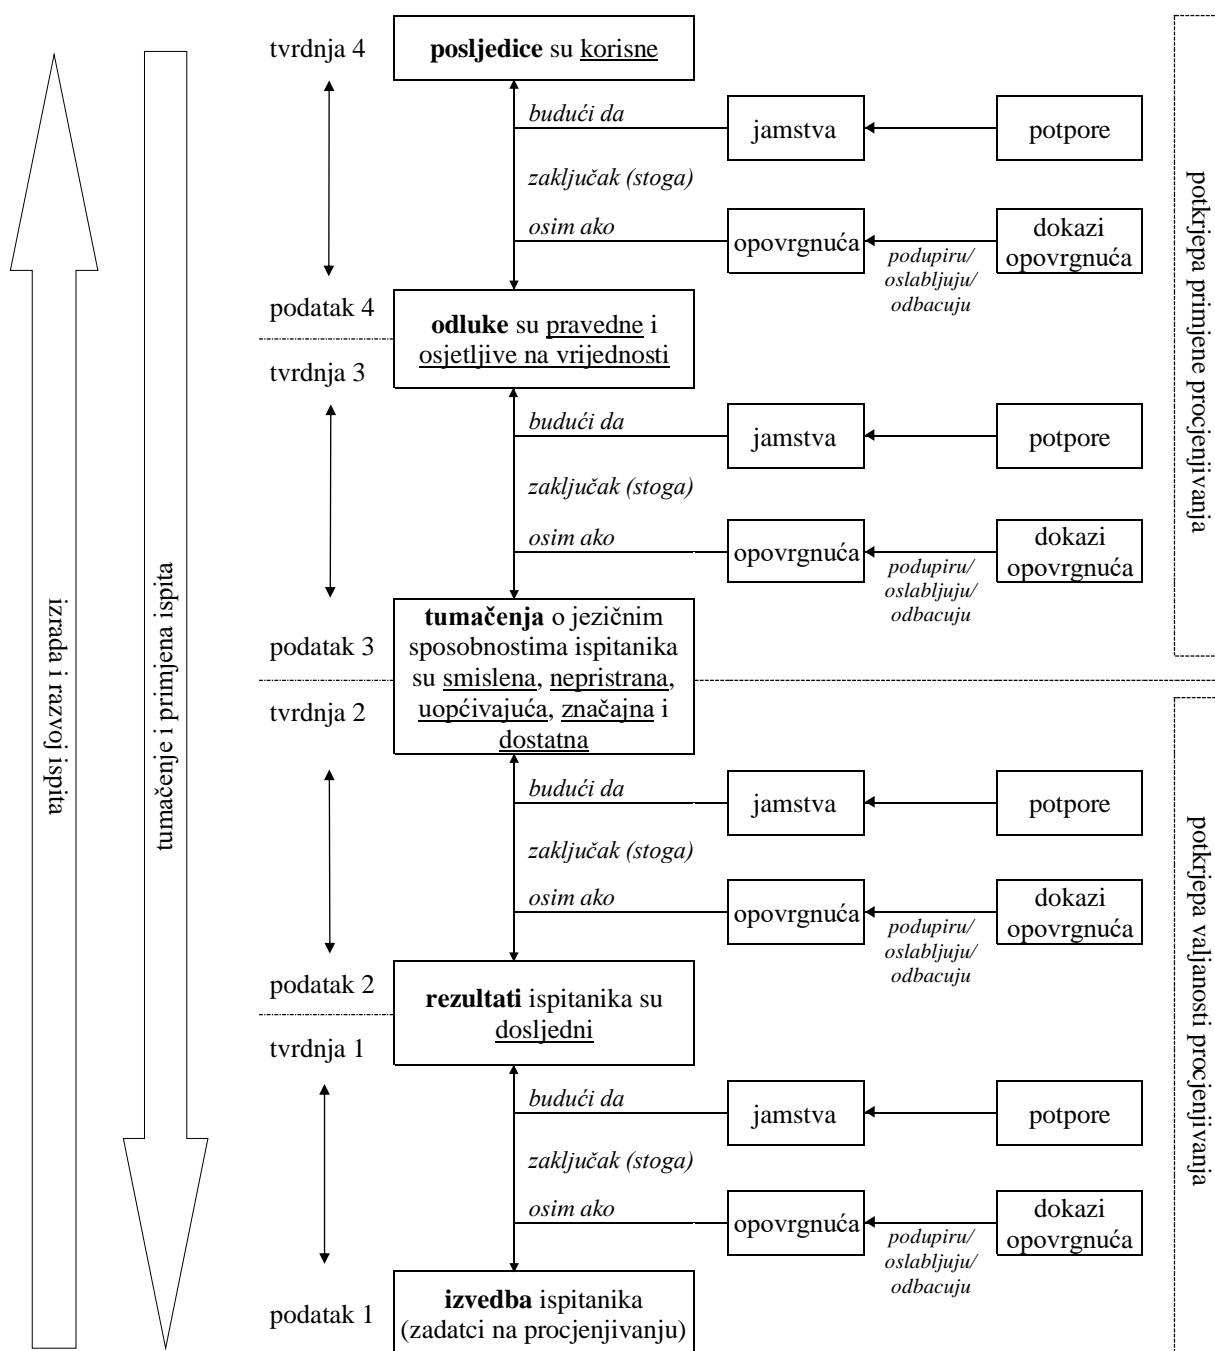 tvrdnja 4
posljedice su korisne
budući da
jamstva
potpore
zaključak (stoga)
osim ako
opovrgnuća
podupiru/
oslabljuju/
odbacuju
dokazi
opovrgnuća
podatak 4
odluke su pravedne i
osjetljive na vrijednosti
tvrdnja 3
budući da
jamstva
potpore
zaključak (stoga)
osim ako
opovrgnuća
podupiru/
oslabljuju/
odbacuju
dokazi
opovrgnuća
potkrjepa primjene procjenjivanja
podatak 3
tumačenja o jezičnim
sposobnostima ispitanika
su smislena, nepristrana,
uopćivajuća, značajna i
dostatna
tvrdnja 2
budući da
jamstva
potpore
zaključak (stoga)
osim ako
opovrgnuća
podupiru/
oslabljuju/
odbacuju
dokazi
opovrgnuća
podatak 2
rezultati ispitanika su
dosljedni
tvrdnja 1
budući da
jamstva
potpore
zaključak (stoga)
osim ako
opovrgnuća
podupiru/
oslabljuju/
odbacuju
dokazi
opovrgnuća
potkrjepa valjanosti procjenjivanja
podatak 1
izvedba ispitanika
(zadatci na procjenjivanju)
izrada i razvoj ispita
tumačenje i primjena ispita